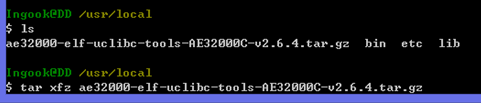 Ingook@DD /usr/local
$ ls
ae32000-elf-uclibc-tools-AE32000C-v2.6.4.tar.gz  bin  etc  lib
Ingook@DD /usr/local
$ tar xfz ae32000-elf-uclibc-tools-AE32000C-v2.6.4.tar.gz